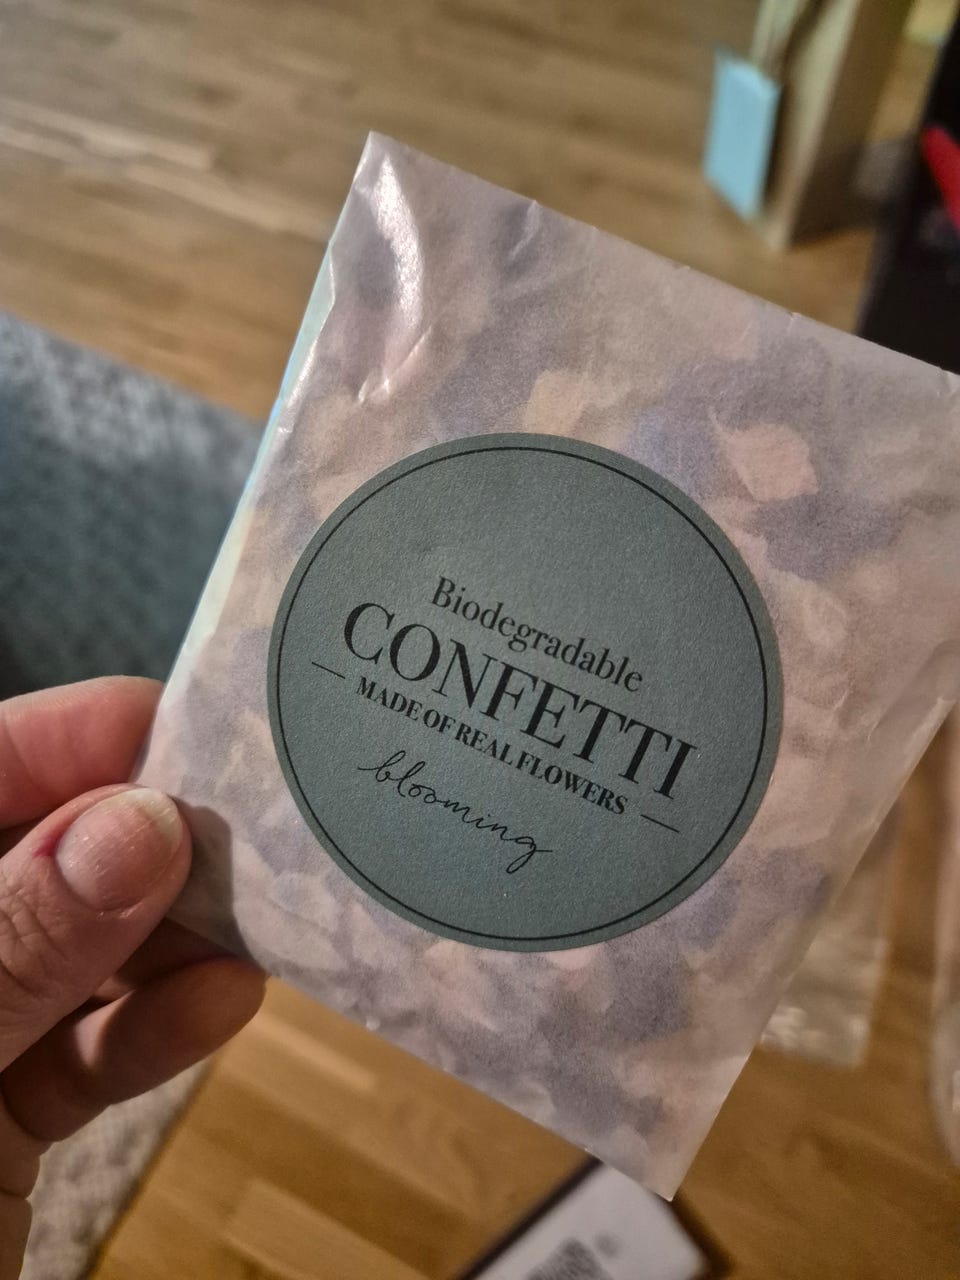 Biodegradable
CONFETTI
MADE OF REAL FLOWERS
blooming